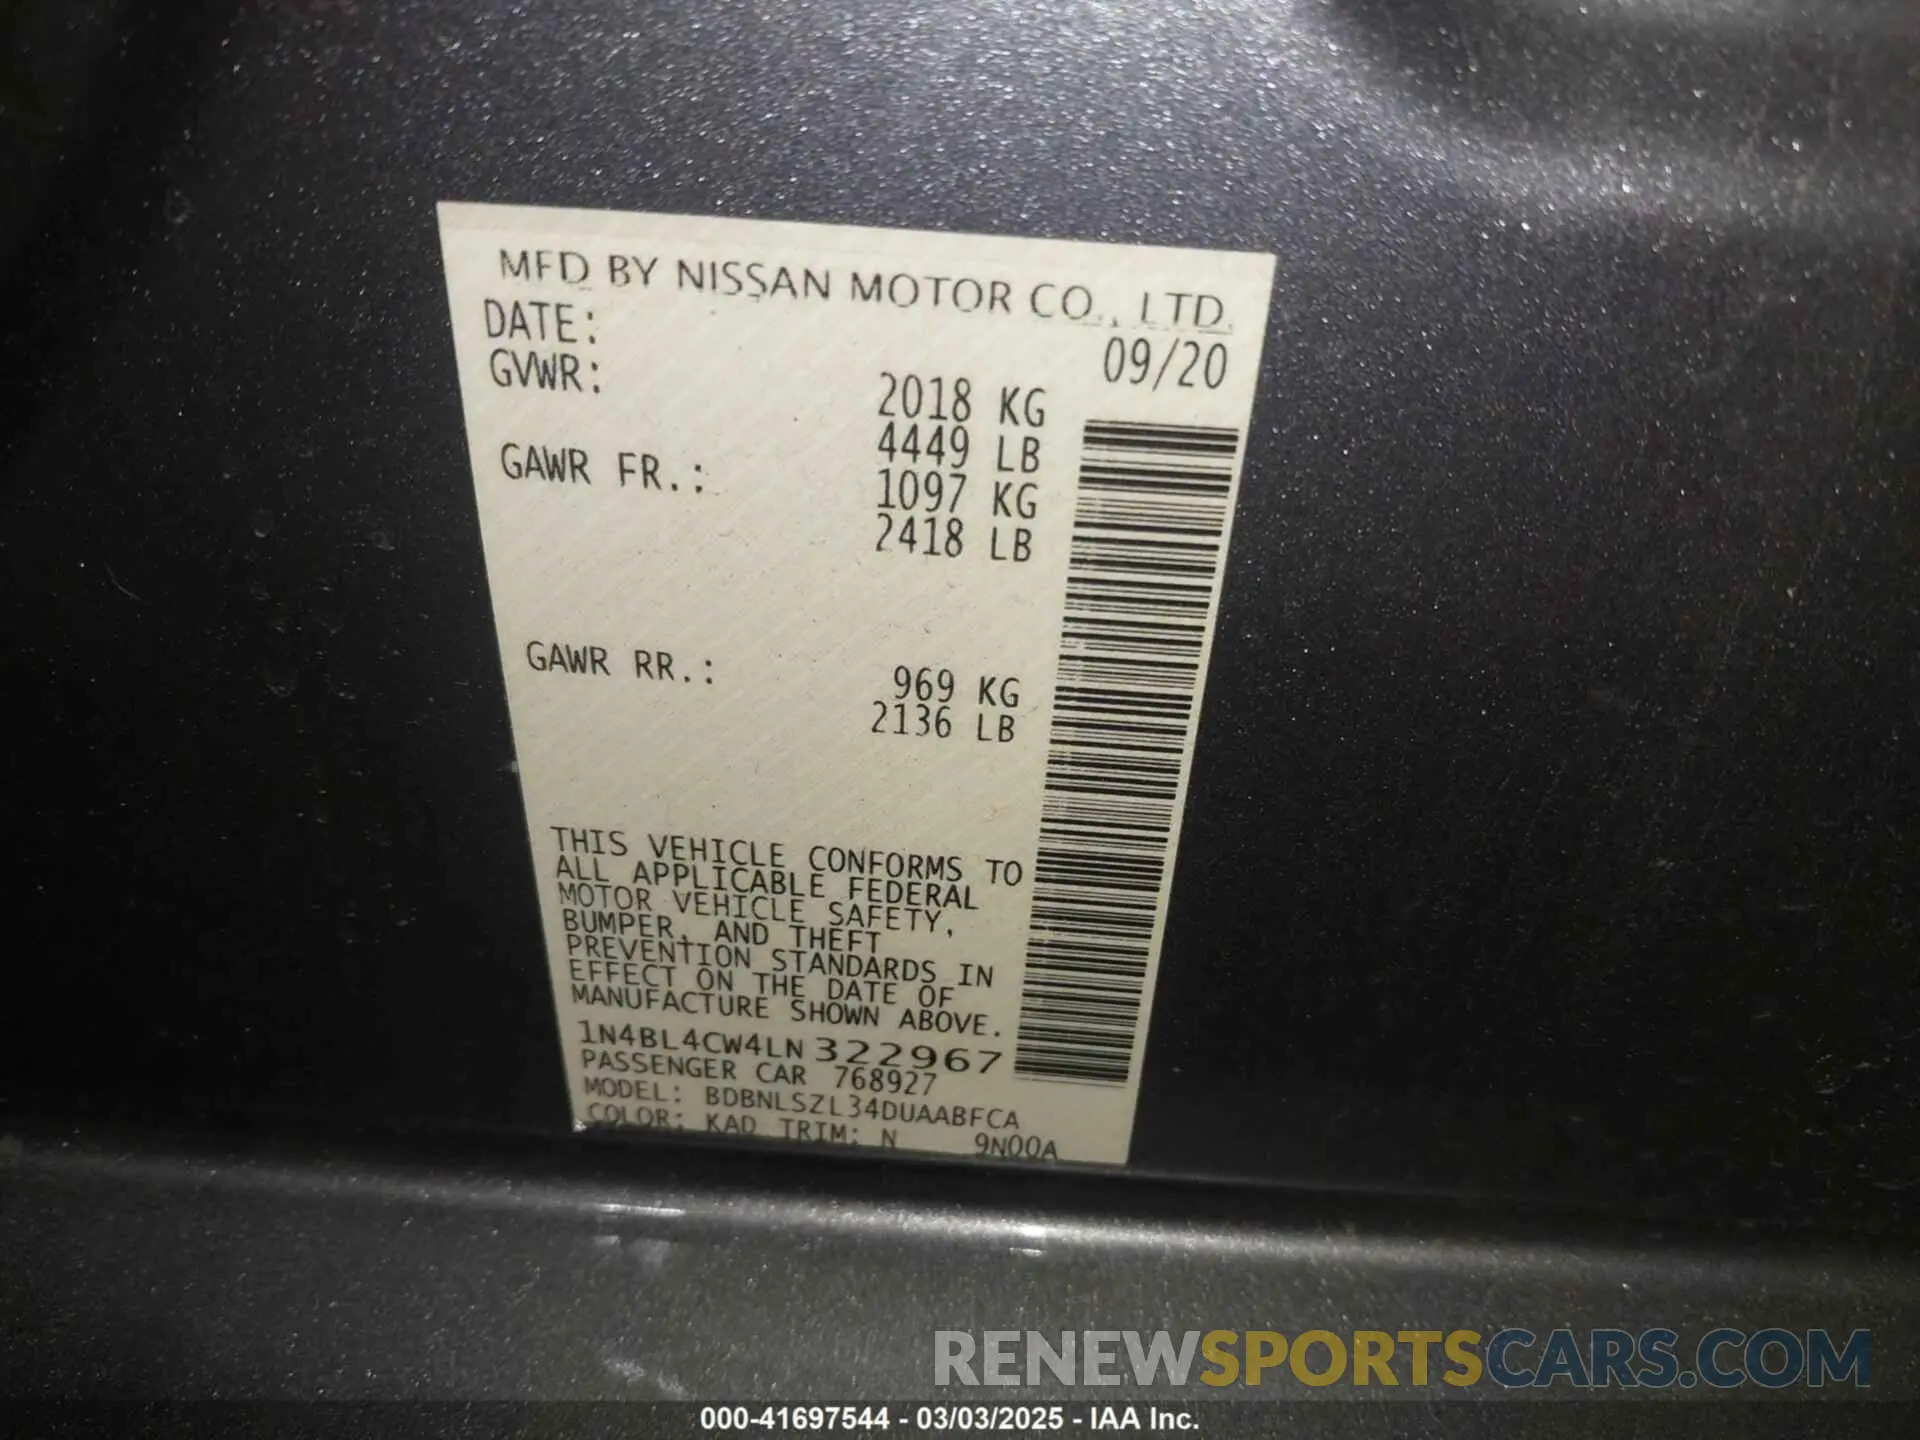 MFD BY NISSAN MOTOR CO., LTD.
DATE: 09/20
GVWR: 2018 KG
4449 LB
GAWR FR.: 1097 KG
2418 LB
GAWR RR.: 969 KG
2136 LB
THIS VEHICLE CONFORMS TO
ALL APPLICABLE FEDERAL
MOTOR VEHICLE SAFETY,
BUMPER, AND THEFT
PREVENTION STANDARDS IN
EFFECT ON THE DATE OF
MANUFACTURE SHOWN ABOVE.
1N4BL4CW4LN322967
PASSENGER CAR 768927
MODEL: BDBNLSZL34DUAABFCA
COLOR: KAD TRIM: N 9N00A
RENEWSPORTSCARS.COM
000-41697544 - 03/03/2025 - IAA Inc.